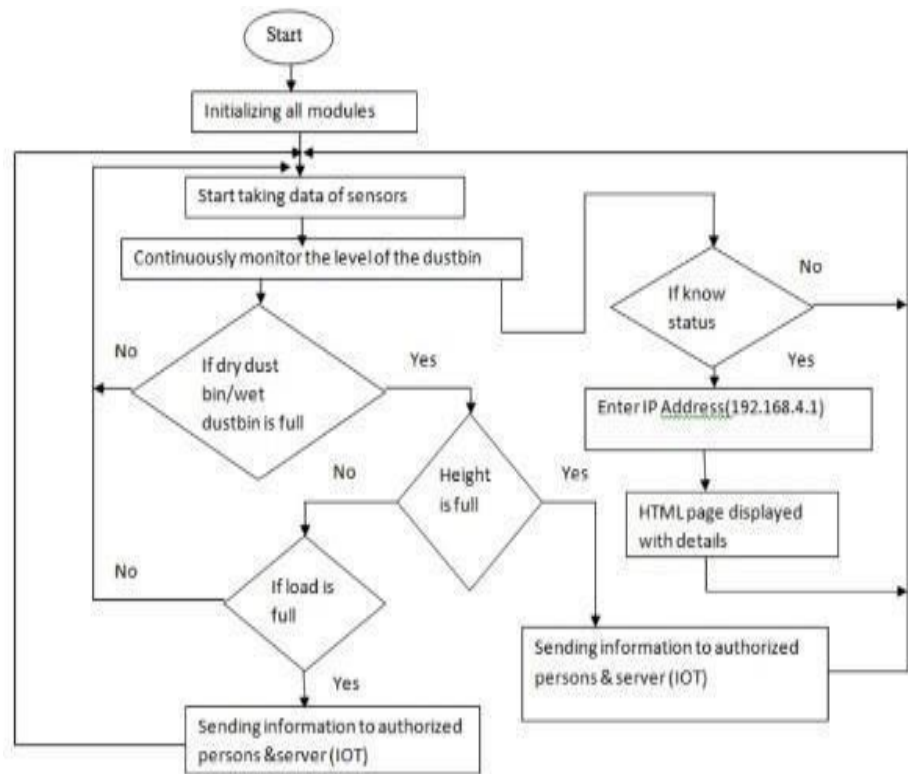 Start
Initializing all modules
Start taking data of sensors
Continuously monitor the level of the dustbin
No
If know
status
No
If dry dust
bin/wet
dustbin is full
Yes
Yes
Enter IP Address(192.168.4.1)
No
Height
is full
Yes
HTML page displayed
with details
No
If load is
full
Sending information to authorized
persons & server (IOT)
Yes
Sending information to authorized
persons &server (IOT)